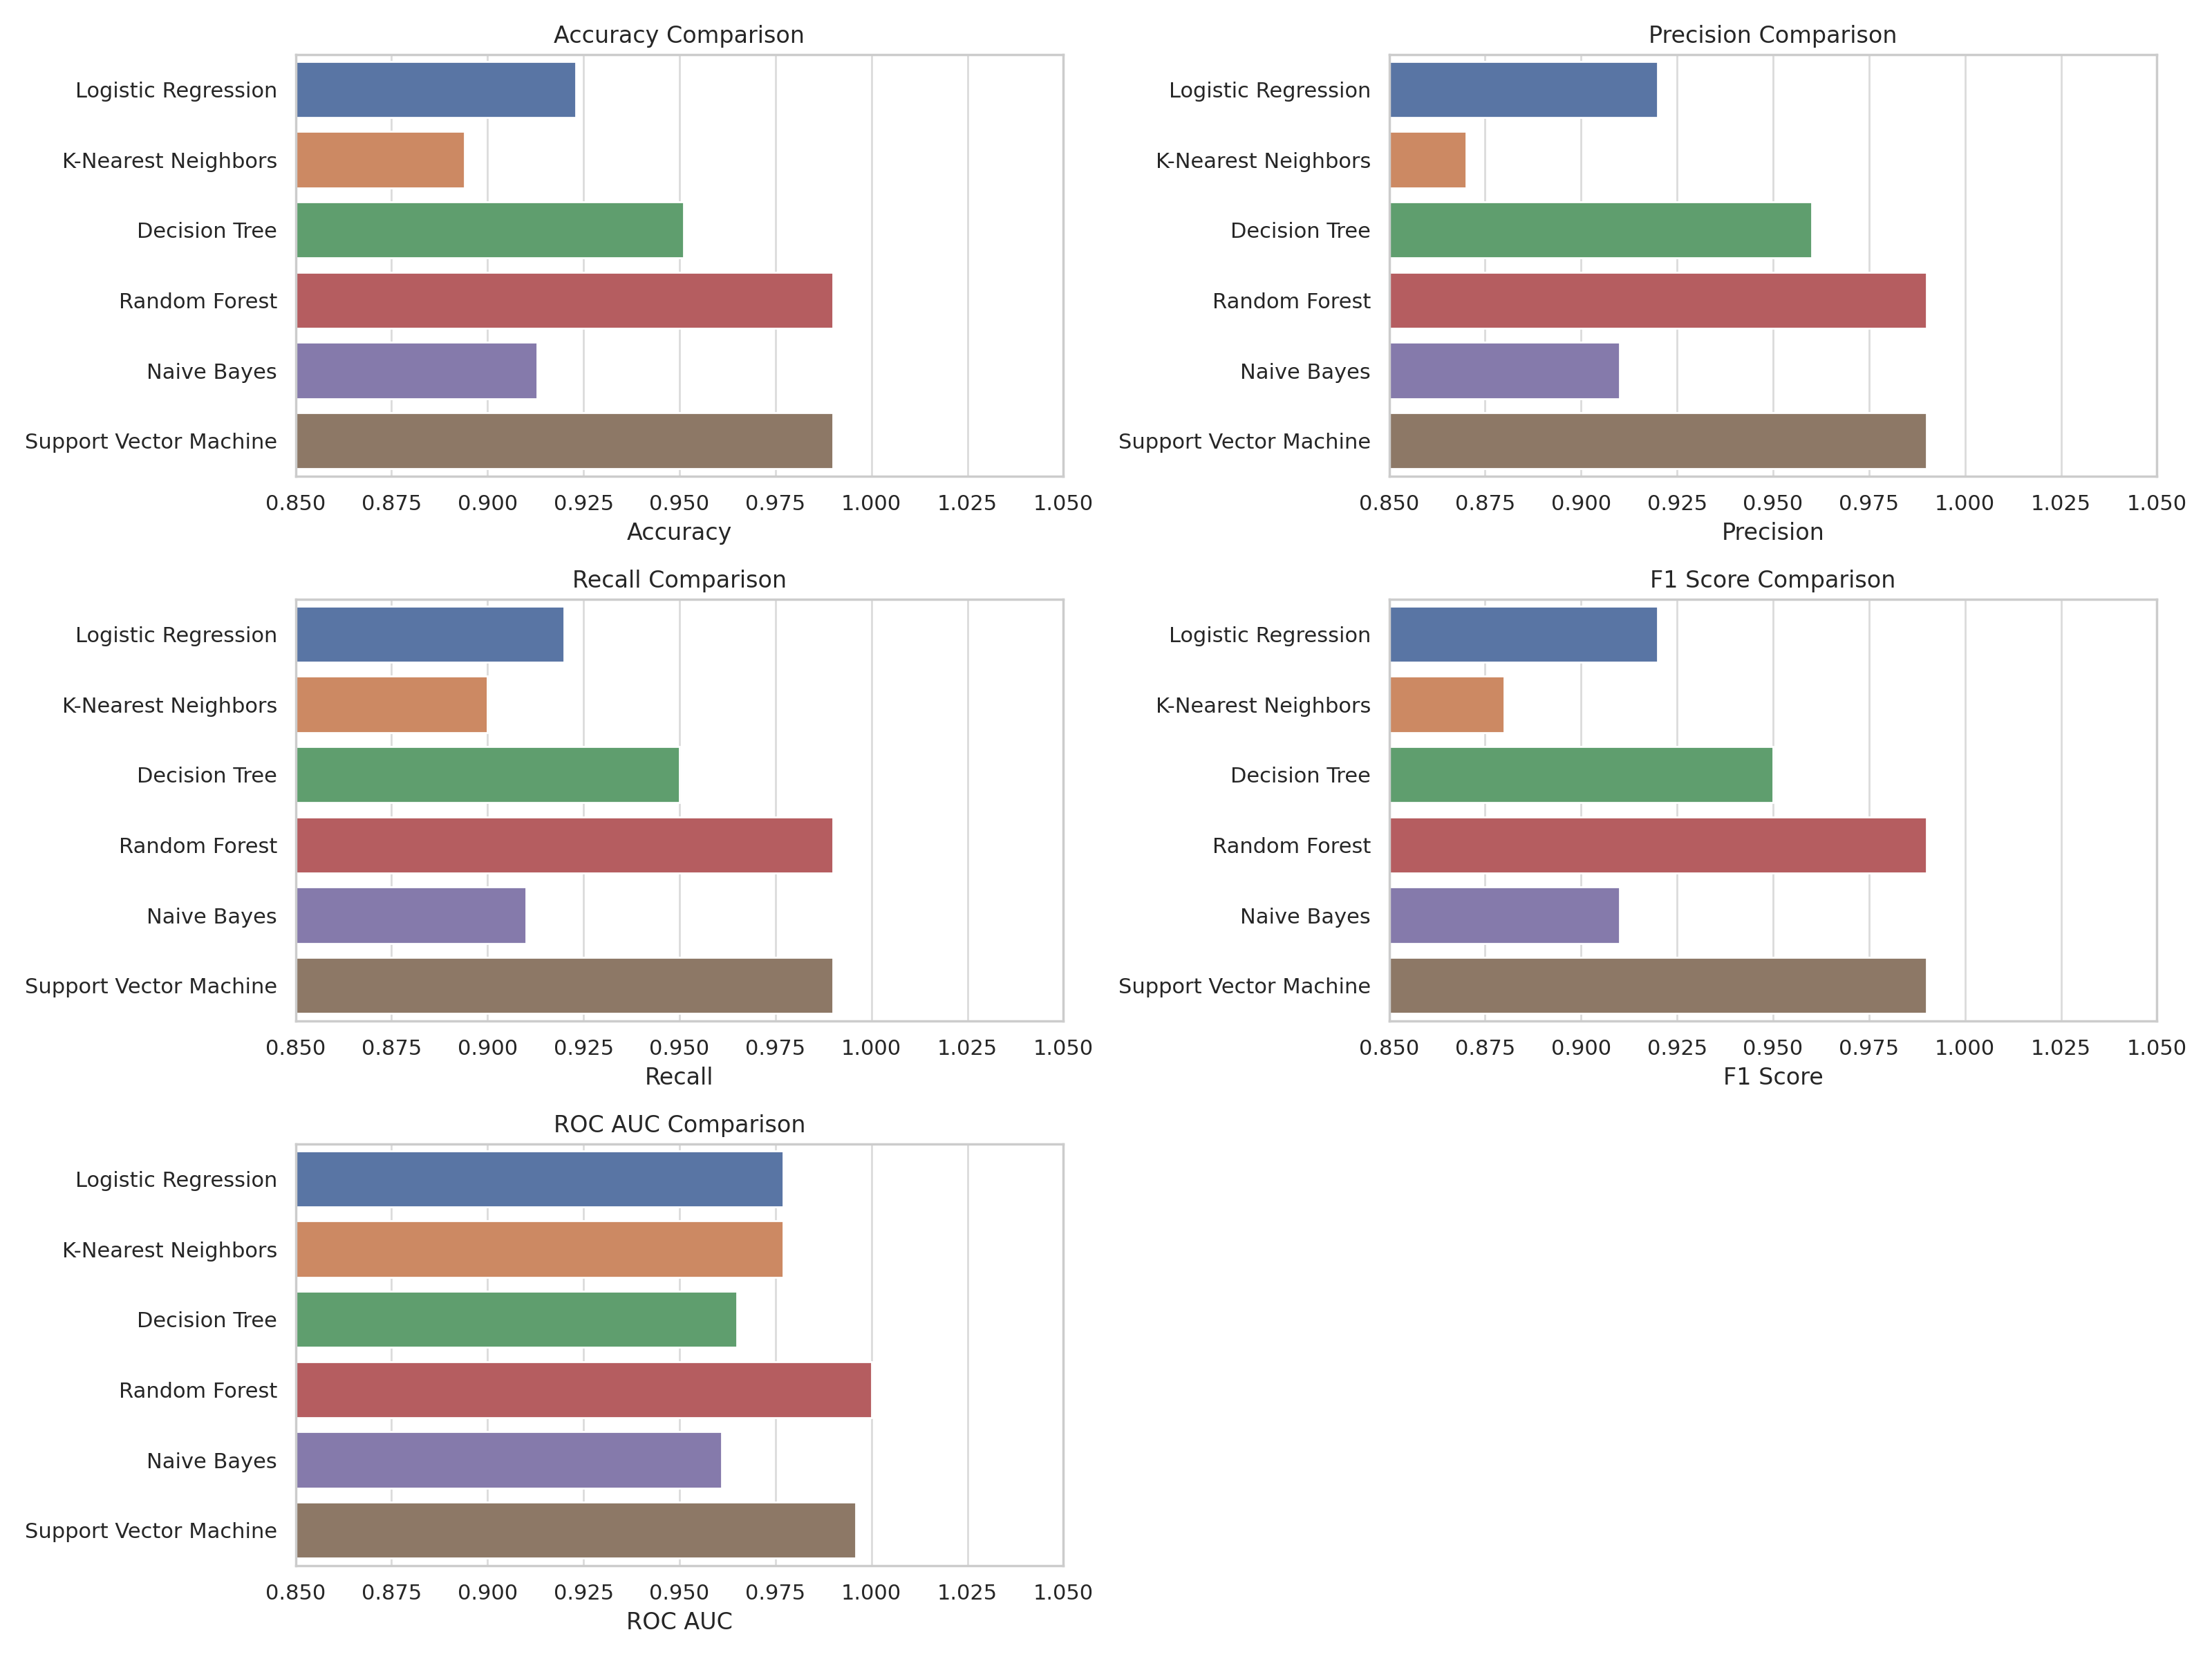 Accuracy Comparison
Logistic Regression
K-Nearest Neighbors
Decision Tree
Random Forest
Naive Bayes
Support Vector Machine
0.850 0.875 0.900 0.925 0.950 0.975 1.000 1.025 1.050
Accuracy
Precision Comparison
Logistic Regression
K-Nearest Neighbors
Decision Tree
Random Forest
Naive Bayes
Support Vector Machine
0.850 0.875 0.900 0.925 0.950 0.975 1.000 1.025 1.050
Precision
Recall Comparison
Logistic Regression
K-Nearest Neighbors
Decision Tree
Random Forest
Naive Bayes
Support Vector Machine
0.850 0.875 0.900 0.925 0.950 0.975 1.000 1.025 1.050
Recall
F1 Score Comparison
Logistic Regression
K-Nearest Neighbors
Decision Tree
Random Forest
Naive Bayes
Support Vector Machine
0.850 0.875 0.900 0.925 0.950 0.975 1.000 1.025 1.050
F1 Score
ROC AUC Comparison
Logistic Regression
K-Nearest Neighbors
Decision Tree
Random Forest
Naive Bayes
Support Vector Machine
0.850 0.875 0.900 0.925 0.950 0.975 1.000 1.025 1.050
ROC AUC